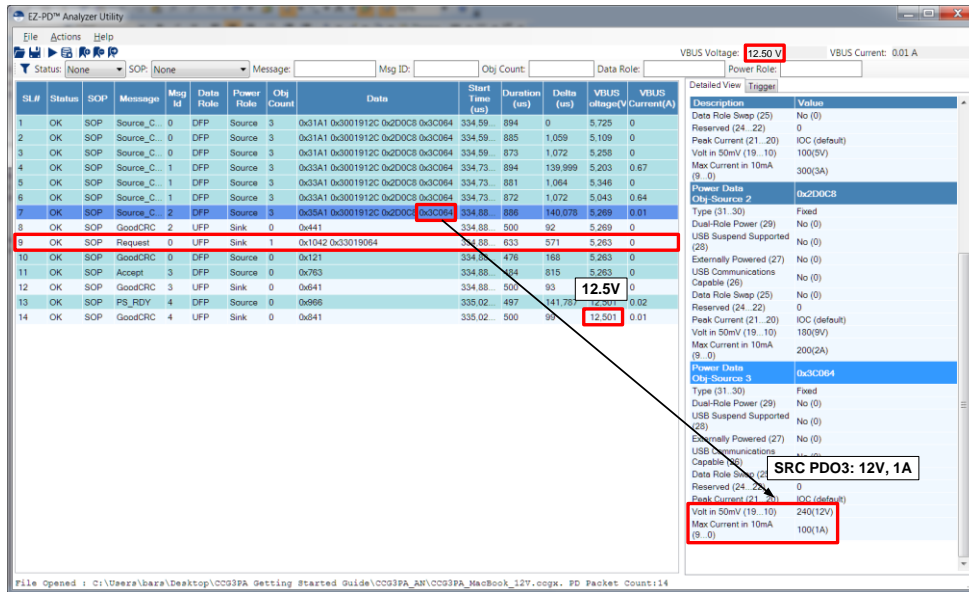 EZ-PD™ Analyzer Utility
File Actions Help
VBUS Voltage: 12.50 V VBUS Current: 0.01 A
Status: None SOP: None Message: Msg ID: Obj Count: Data Role: Power Role:
Detailed View Trigger
SL# Status SOP Message Msg Id Data Role Power Role Obj Count Data Start Time (us) Duration (us) Delta (us) VBUS oltage(V VBUS Current(A)
1 OK SOP Source_C... 0 DFP Source 3 0x31A1 0x3001912C 0x2D0C8 0x3C064 334,59... 894 0 5.725 0
2 OK SOP Source_C... 0 DFP Source 3 0x31A1 0x3001912C 0x2D0C8 0x3C064 334,59... 885 1,059 5.109 0
3 OK SOP Source_C... 0 DFP Source 3 0x31A1 0x3001912C 0x2D0C8 0x3C064 334,59... 873 1,072 5.258 0
4 OK SOP Source_C... 1 DFP Source 3 0x33A1 0x3001912C 0x2D0C8 0x3C064 334,73... 894 139,999 5.203 0.67
5 OK SOP Source_C... 1 DFP Source 3 0x33A1 0x3001912C 0x2D0C8 0x3C064 334,73... 881 1,064 5.346 0
6 OK SOP Source_C... 1 DFP Source 3 0x33A1 0x3001912C 0x2D0C8 0x3C064 334,73... 872 1,072 5.043 0.64
7 OK SOP Source_C... 2 DFP Source 3 0x35A1 0x3001912C 0x2D0C8 0x3C064 334,88... 886 140,078 5.269 0.01
8 OK SOP GoodCRC 2 UFP Sink 0 0x441 334,88... 500 92 5.269 0
9 OK SOP Request 0 UFP Sink 1 0x1042 0x33019064 334,88... 633 571 5.263 0
10 OK SOP GoodCRC 0 DFP Source 0 0x121 334,88... 476 168 5.263 0
11 OK SOP Accept 3 DFP Source 0 0x763 334,88... 484 815 5.263 0
12 OK SOP GoodCRC 3 UFP Sink 0 0x641 334,88... 500 93
13 OK SOP PS_RDY 4 DFP Source 0 0x966 335,02... 497 141,787 12.501 0.02
14 OK SOP GoodCRC 4 UFP Sink 0 0x841 335,02... 500 99 12.501 0.01
12.5V
Description Value
Data Role Swap (25) No (0)
Reserved (24...22) 0
Peak Current (21...20) IOC (default)
Volt in 50mV (19...10) 100(5V)
Max Current in 10mA
(9...0) 300(3A)
Power Data
Obj-Source 2 0x2D0C8
Type (31..30) Fixed
Dual-Role Power (29) No (0)
USB Suspend Supported
(28) No (0)
Externally Powered (27) No (0)
USB Communications
Capable (26) No (0)
Data Role Swap (25) No (0)
Reserved (24...22) 0
Peak Current (21...20) IOC (default)
Volt in 50mV (19...10) 180(9V)
Max Current in 10mA
(9...0) 200(2A)
Power Data
Obj-Source 3 0x3C064
Type (31..30) Fixed
Dual-Role Power (29) No (0)
USB Suspend Supported
(28) No (0)
Externally Powered (27) No (0)
USB Communications
Capable (26)
SRC PDO3: 12V, 1A
Data Role Swap
Reserved (24...22) 0
Peak Current (21...20) IOC (default)
Volt in 50mV (19...10) 240(12V)
Max Current in 10mA
(9...0) 100(1A)
File Opened : C:\Users\bars\Desktop\CCG3PA Getting Started Guide\CCG3PA_AN\CCG3PA_MacBook_12V.ccgx. PD Packet Count:14